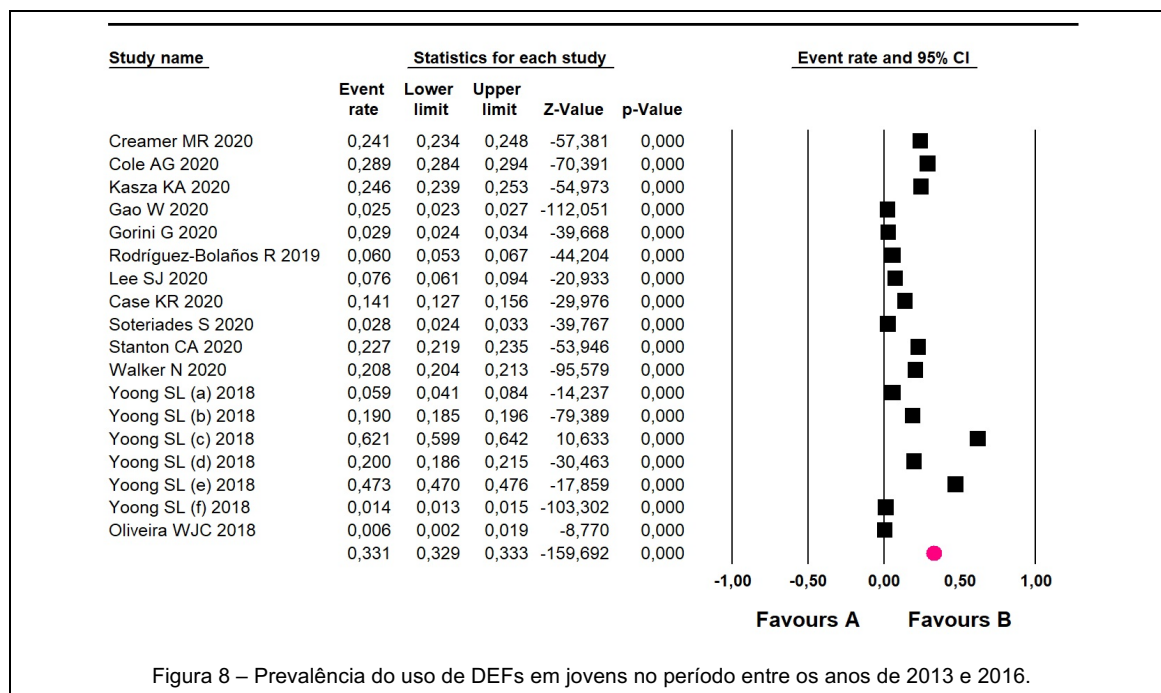 Study name Statistics for each study Event rate and 95% CI
Event Lower Upper
rate limit limit Z-Value p-Value
Creamer MR 2020 0,241 0,234 0,248 -57,381 0,000
Cole AG 2020 0,289 0,284 0,294 -70,391 0,000
Kasza KA 2020 0,246 0,239 0,253 -54,973 0,000
Gao W 2020 0,025 0,023 0,027 -112,051 0,000
Gorini G 2020 0,029 0,024 0,034 -39,668 0,000
Rodríguez-Bolaños R 2019 0,060 0,053 0,067 -44,204 0,000
Lee SJ 2020 0,076 0,061 0,094 -20,933 0,000
Case KR 2020 0,141 0,127 0,156 -29,976 0,000
Soteriades S 2020 0,028 0,024 0,033 -39,767 0,000
Stanton CA 2020 0,227 0,219 0,235 -53,946 0,000
Walker N 2020 0,208 0,204 0,213 -95,579 0,000
Yoong SL (a) 2018 0,059 0,041 0,084 -14,237 0,000
Yoong SL (b) 2018 0,190 0,185 0,196 -79,389 0,000
Yoong SL (c) 2018 0,621 0,599 0,642 10,633 0,000
Yoong SL (d) 2018 0,200 0,186 0,215 -30,463 0,000
Yoong SL (e) 2018 0,473 0,470 0,476 -17,859 0,000
Yoong SL (f) 2018 0,014 0,013 0,015 -103,302 0,000
Oliveira WJC 2018 0,006 0,002 0,019 -8,770 0,000
0,331 0,329 0,333 -159,692 0,000
-1,00 -0,50 0,00 0,50 1,00
Favours A Favours B
Figura 8 – Prevalência do uso de DEFs em jovens no período entre os anos de 2013 e 2016.